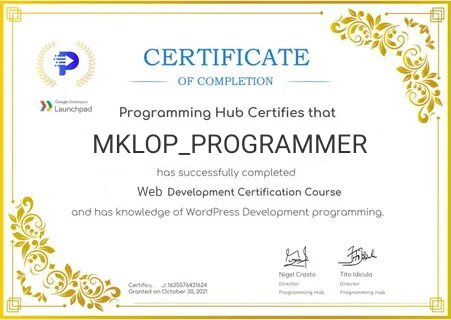 CERTIFICATE
OF COMPLETION
Google Developers
Launchpad
Programming Hub Certifies that
MKLOP_PROGRAMMER
has successfully completed
Web Development Certification Course
and has knowledge of WordPress Development programming.
Nigel Crasto
Director
Programming Hub
Tito Idicula
Director
Programming Hub
1635576421624
Granted on October 30, 2021